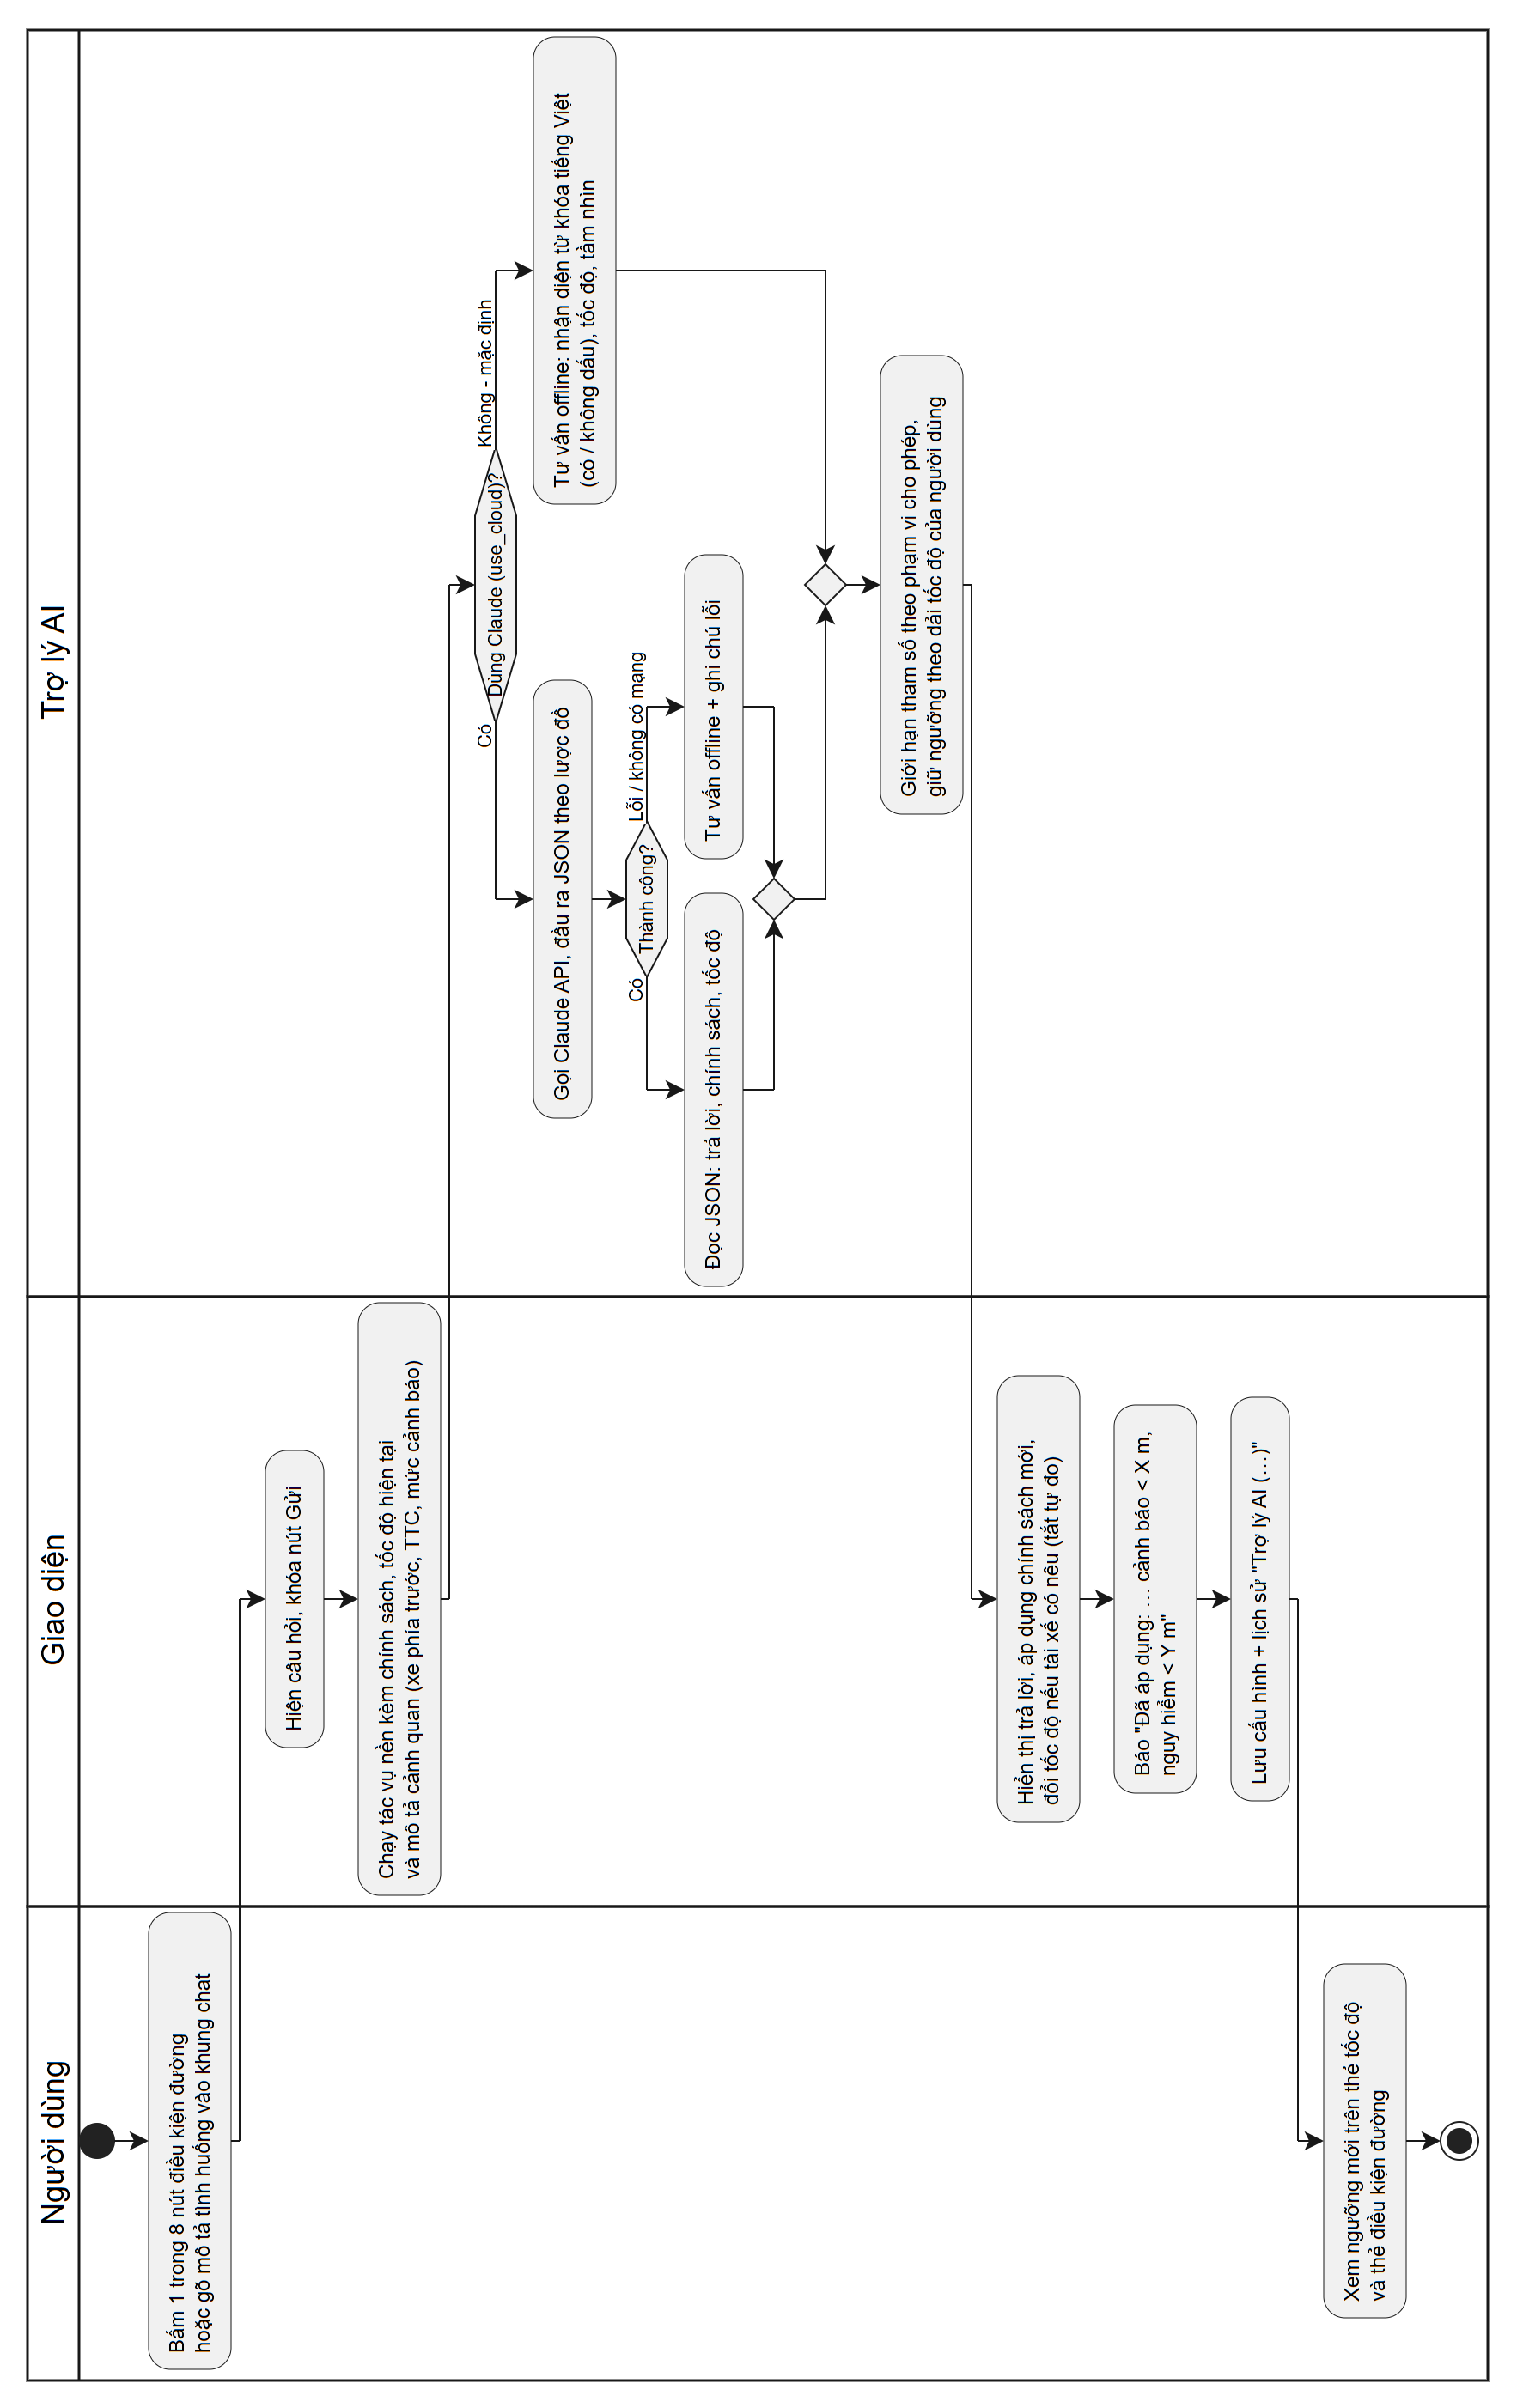 Người dùng
Giao diện
Trợ lý AI
Bấm 1 trong 8 nút điều kiện đường
hoặc gõ mô tả tình huống vào khung chat
Hiện câu hỏi, khóa nút Gửi
Chạy tác vụ nền kèm chính sách, tốc độ hiện tại
và mô tả cảnh quan (xe phía trước, TTC, mức cảnh báo)
Dùng Claude (use_cloud)?
Có
Không - mặc định
Gọi Claude API, đầu ra JSON theo lược đồ
Tư vấn offline: nhận diện từ khóa tiếng Việt
(có / không dấu), tốc độ, tầm nhìn
Thành công?
Có
Lỗi / không có mạng
Đọc JSON: trả lời, chính sách, tốc độ
Tư vấn offline + ghi chú lỗi
Giới hạn tham số theo phạm vi cho phép,
giữ ngưỡng theo dải tốc độ của người dùng
Hiển thị trả lời, áp dụng chính sách mới,
đổi tốc độ nếu tài xế có nêu (tắt tự đo)
Báo "Đã áp dụng: … cảnh báo < X m,
nguy hiểm < Y m"
Lưu cấu hình + lịch sử "Trợ lý AI (…)"
Xem ngưỡng mới trên thẻ tốc độ
và thẻ điều kiện đường